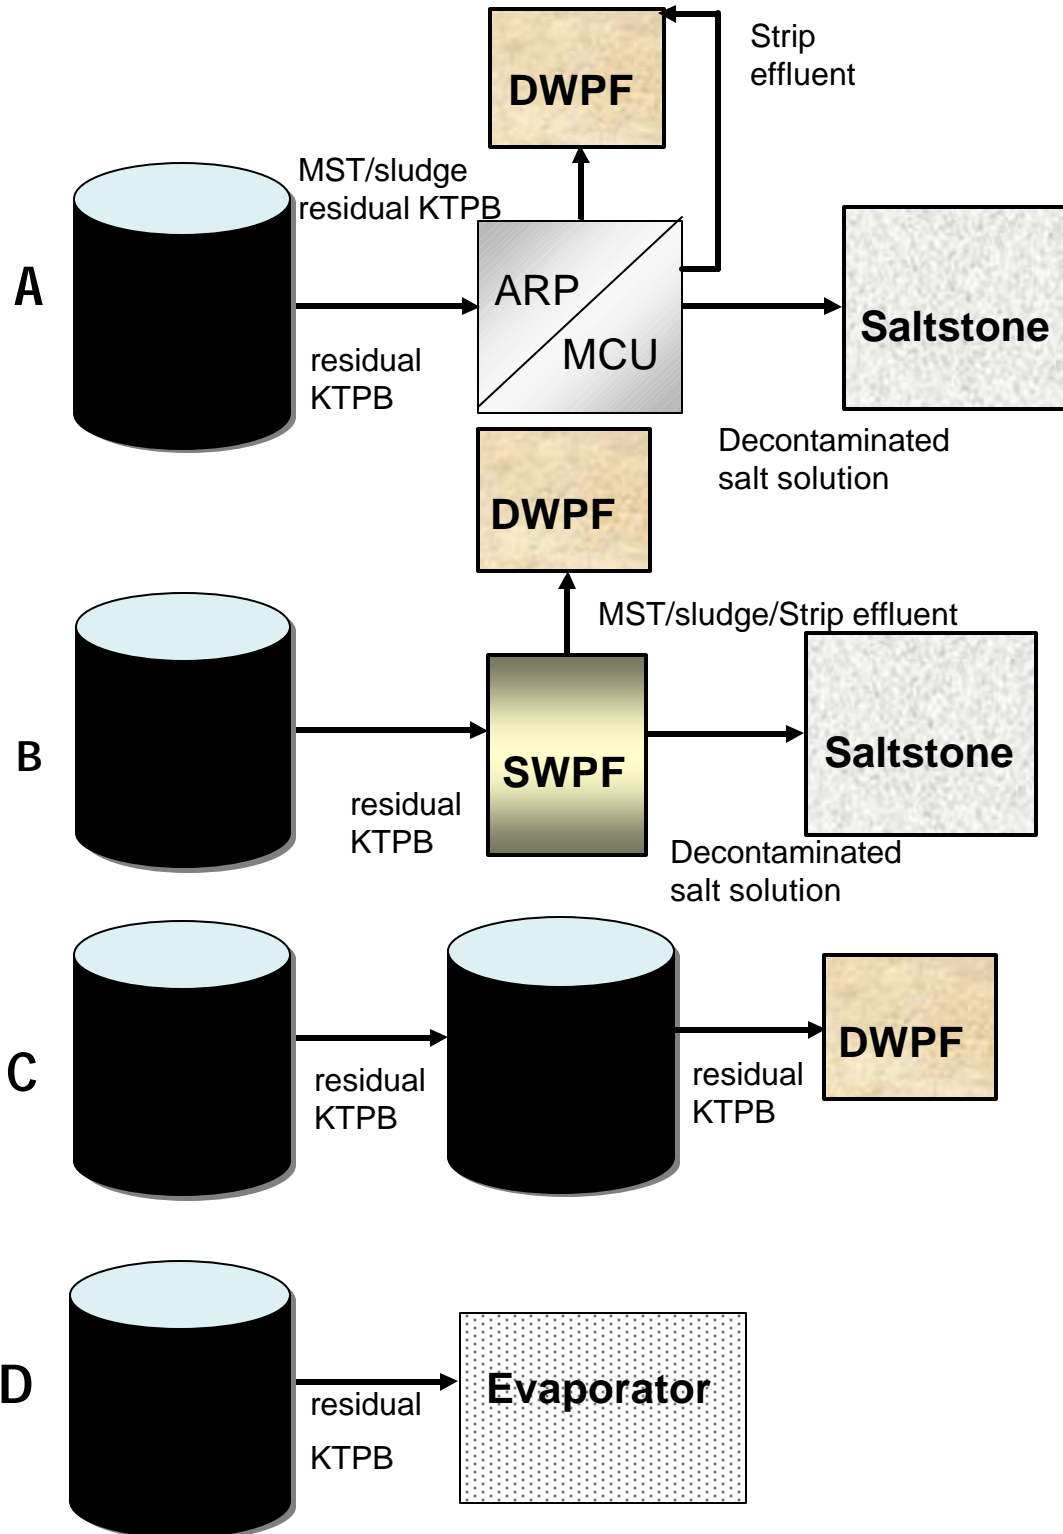 Strip
effluent
DWPF
MST/sludge
residual KTPB
A
ARP
MCU
Saltstone
residual
KTPB
Decontaminated
salt solution
DWPF
MST/sludge/Strip effluent
B
SWPF
Saltstone
residual
KTPB
Decontaminated
salt solution
C
DWPF
residual
KTPB
residual
KTPB
D
Evaporator
residual
KTPB